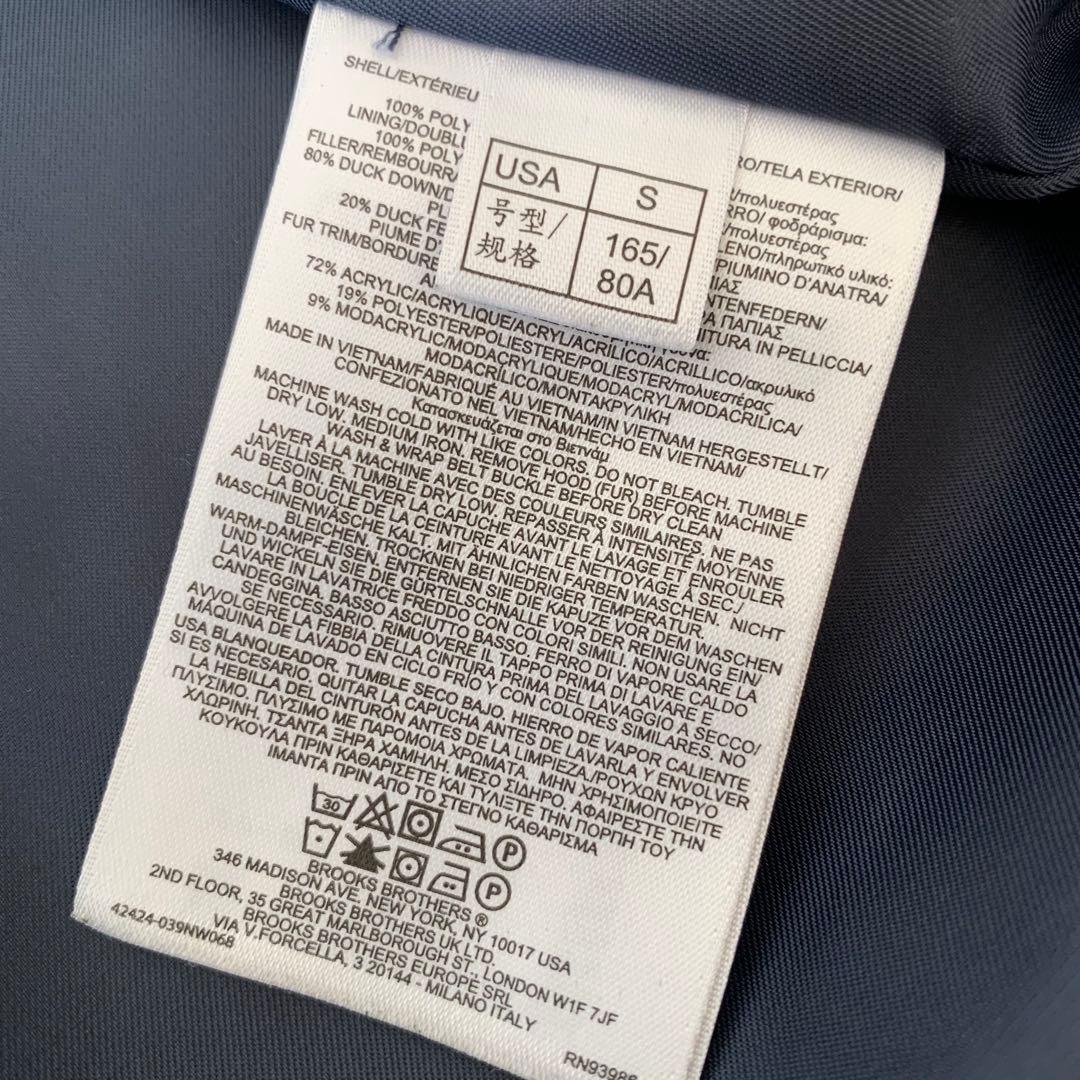 SHELL/EXTÉRIEU
RO/TELA EXTERIOR/
100% POLY
/πολυεστέρας
LINING/DOUBLU
RRO/ φοδράρισμα:
100% POLY
/πολυεστέρας
FILLER/REMBOURRA
LENO/πληρωτικό υλικό:
80% DUCK DOWN/D
PIUMINO D'ANATRA/
PL
ΙΑΣ
20% DUCK FE
NTENFEDERN/
PIUME D'
Α ΠΑΠΙΑΣ
FUR TRIM/BORDURE
ITURA IN PELLICCIA/
USA
S
号型/
规格
165/
80A
72% ACRYLIC/ACRYLIQUE/ACRYL/ACRÍLICO/ACRILLICO/ακρυλικό
19% POLYESTER/POLIESTERE/POLIESTER/πολυεστέρας
9% MODACRYLIC/MODACRYLIQUE/MODACRYL/MODACRILICA/
MODACRÍLICO/ΜΟΝΤΑΚΡΥΛΙΚΗ
MADE IN VIETNAM/FABRIQUÉ AU VIETNAM/IN VIETNAM HERGESTELLT/
CONFEZIONATO NEL VIETNAM/HECHO EN VIETNAM/
Κατασκευάζεται στο Βιετνάμ
MACHINE WASH COLD WITH LIKE COLORS. DO NOT BLEACH. TUMBLE
DRY LOW. MEDIUM IRON. REMOVE HOOD (FUR) BEFORE MACHINE
WASH & WRAP BELT BUCKLE BEFORE DRY CLEAN
LAVER À LA MACHINE AVEC DES COULEURS SIMILAIRES. NE PAS
JAVELLISER. TUMBLE DRY LOW. REPASSER À INTENSITÉ MOYENNE
AU BESOIN. ENLEVER LA CAPUCHE AVANT LE LAVAGE ET ENROULER
LA BOUCLE DE LA CEINTURE AVANT LE NETTOYAGE À SEC./
MASCHINENWÄSCHE KALT, MIT ÄHNLICHEN FARBEN WASCHEN. NICHT
BLEICHEN, TROCKNEN BEI NIEDRIGER TEMPERATUR.
WARM-DAMPF-EISEN. ENTFERNEN SIE DIE KAPUZE VOR DEM WASCHEN
UND WICKELN SIE DIE GÜRTELSCHNALLE VOR DER REINIGUNG EIN/
LAVARE IN LAVATRICE FREDDO CON COLORI SIMILI. NON USARE LA
CANDEGGINA. BASSO ASCIUTTO BASSO. FERRO DI VAPORE CALDO
SE NECESSARIO. RIMUOVERE IL TAPPO PRIMA DI LAVARE E
AVVOLGERE LA FIBBIA DELLA CINTURA PRIMA DEL LAVAGGIO A SECCO/
MÁQUINA DE LAVADO EN CICLO FRÍO Y CON COLORES SIMILARES. NO
USA BLANQUEADOR. TUMBLE SECO BAJO. HIERRO DE VAPOR CALIENTE
SI ES NECESARIO. QUITAR LA CAPUCHA ANTES DE LAVARLA Y ENVOLVER
LA HEBILLA DEL CINTURÓN ANTES DE LA LIMPIEZA./ΡΟΥΧΩΝ ΚΡΥΟ
ΠΛΥΣΙΜΟ. ΠΛΥΣΙΜΟ ΜΕ ΠΑΡΟΜΟΙΑ ΧΡΩΜΑΤΑ. ΜΗΝ ΧΡΗΣΙΜΟΠΟΙΕΙΤΕ
ΧΛΩΡΙΝΗ. ΤΣΑΝΤΑ ΞΗΡΑ ΧΑΜΗΛΗ. ΜΕΣΟ ΣΙΔΗΡΟ. ΑΦΑΙΡΕΣΤΕ ΤΗΝ
ΚΟΥΚΟΥΛΑ ΠΡΙΝ ΚΑΘΑΡΙΣΕΤΕ ΚΑΙ ΤΥΛΙΞΤΕ ΤΗΝ ΠΟΡΠΗ ΤΟΥ
ΙΜΑΝΤΑ ΠΡΙΝ ΑΠΟ ΤΟ ΣΤΕΓΝΟ ΚΑΘΑΡΙΣΜΑ
30 P
P
BROOKS BROTHERS ®
346 MADISON AVE, NEW YORK, NY 10017 USA
BROOKS BROTHERS UK LTD.
2ND FLOOR, 35 GREAT MARLBOROUGH ST., LONDON W1F 7JF
BROOKS BROTHERS EUROPE SRL
VIA V.FORCELLA, 3 20144 - MILANO ITALY
42424-039NW068
RN93986